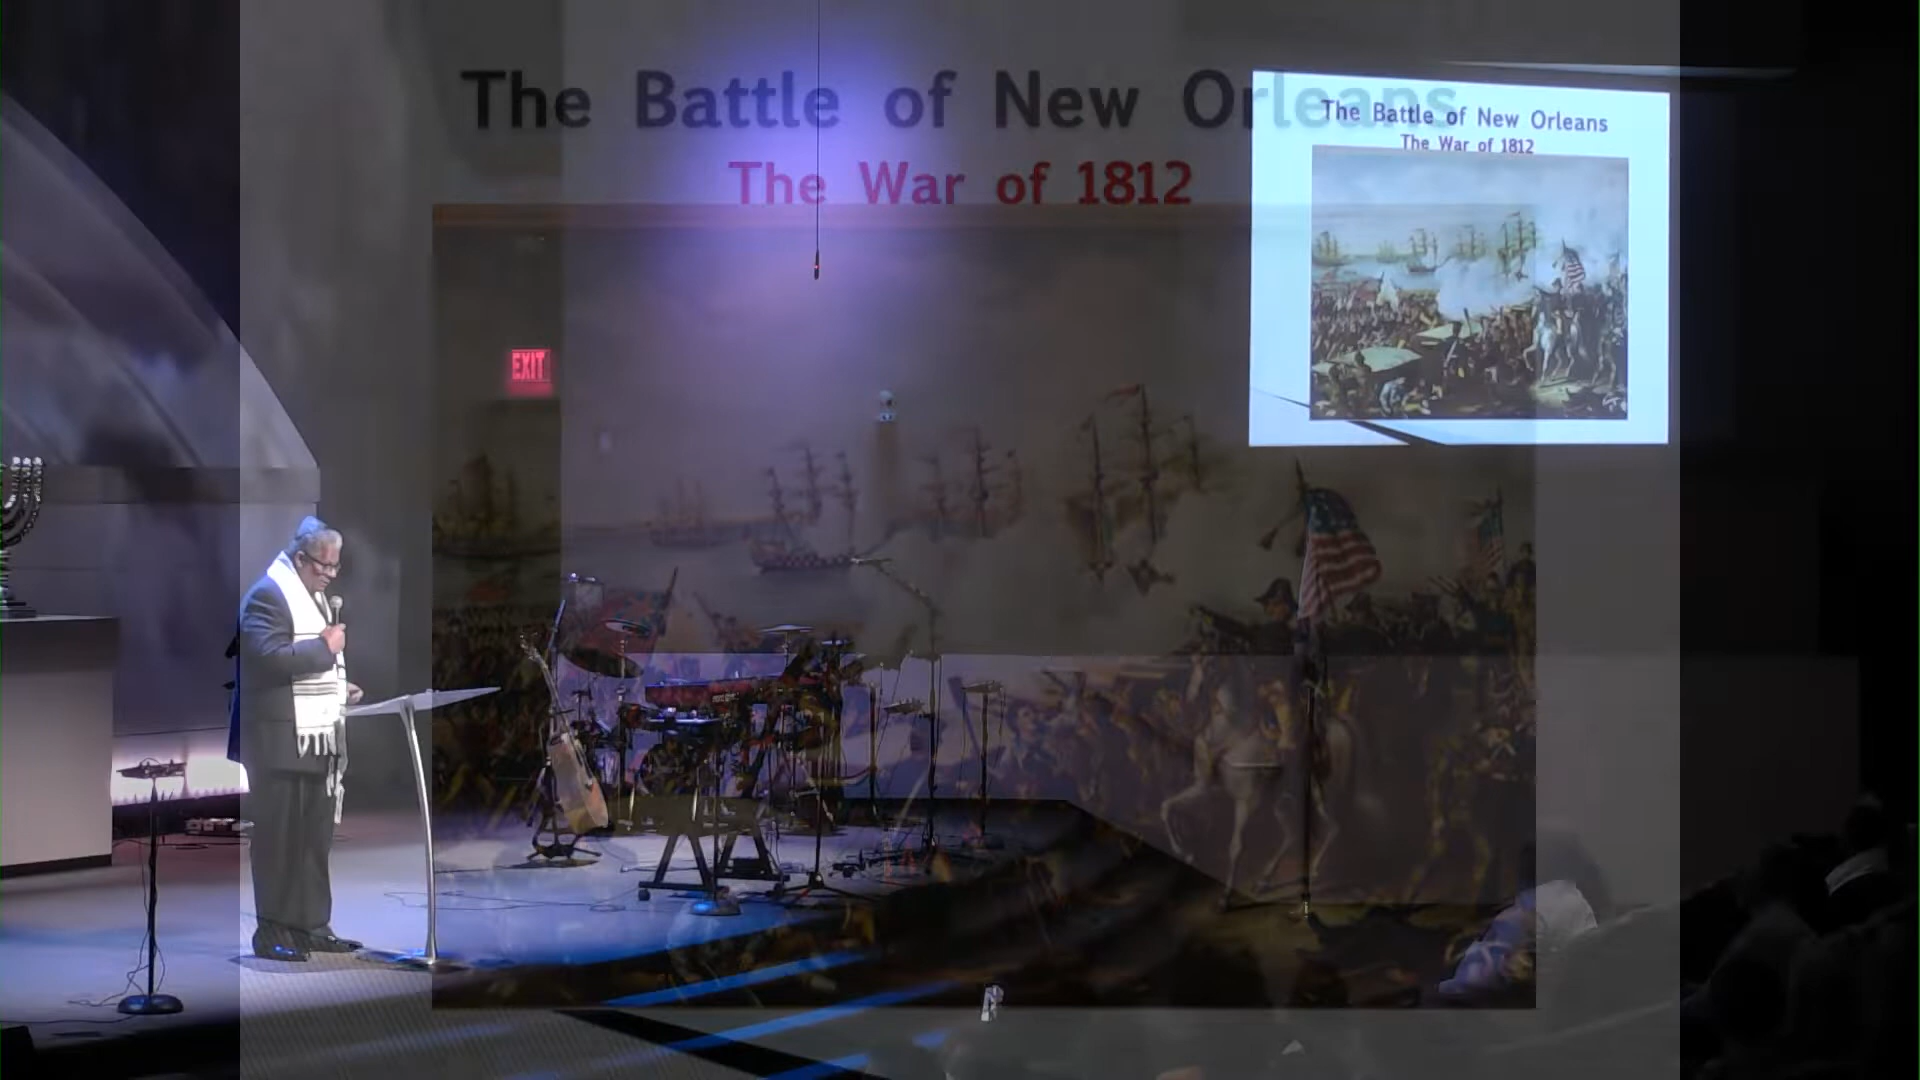 The Battle of New Orleans
The War of 1812
The Battle of New Orleans
The War of 1812
EXIT